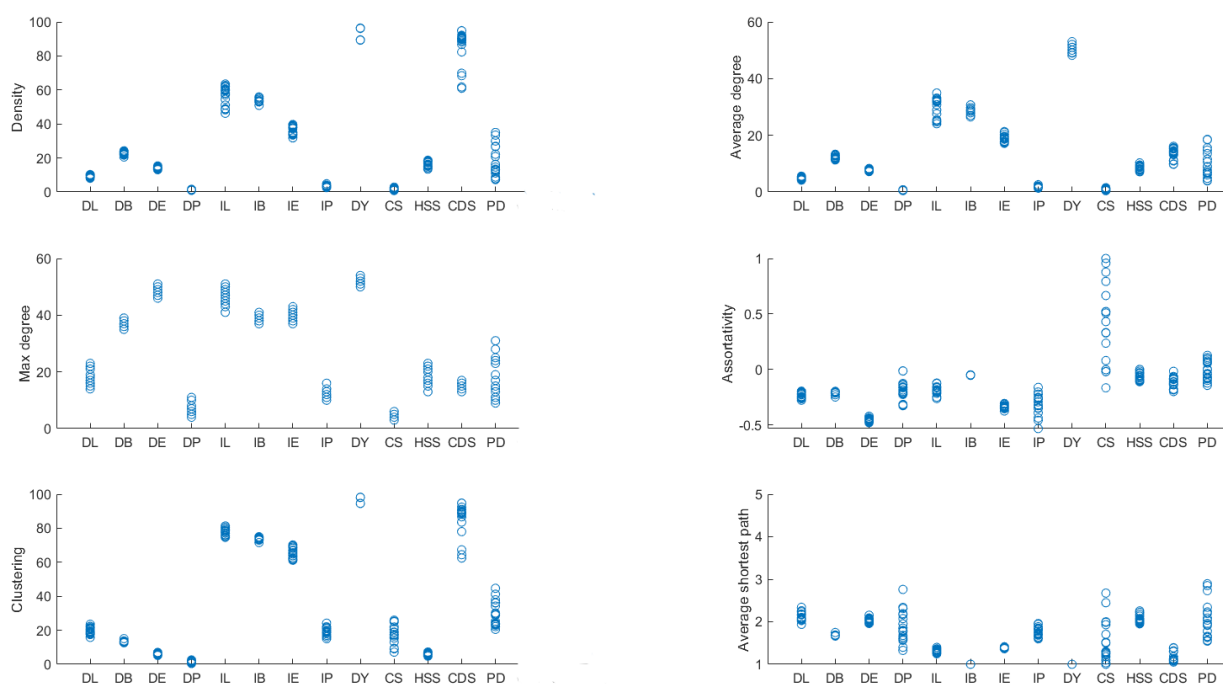 Density
100
80
60
40
20
0
DL DB DE DP IL IB IE IP DY CS HSS CDS PD
Average degree
60
40
20
0
DL DB DE DP IL IB IE IP DY CS HSS CDS PD
Max degree
60
40
20
0
DL DB DE DP IL IB IE IP DY CS HSS CDS PD
Assortativity
1
0.5
0
-0.5
DL DB DE DP IL IB IE IP DY CS HSS CDS PD
Clustering
100
80
60
40
20
0
DL DB DE DP IL IB IE IP DY CS HSS CDS PD
Average shortest path
5
4
3
2
1
DL DB DE DP IL IB IE IP DY CS HSS CDS PD